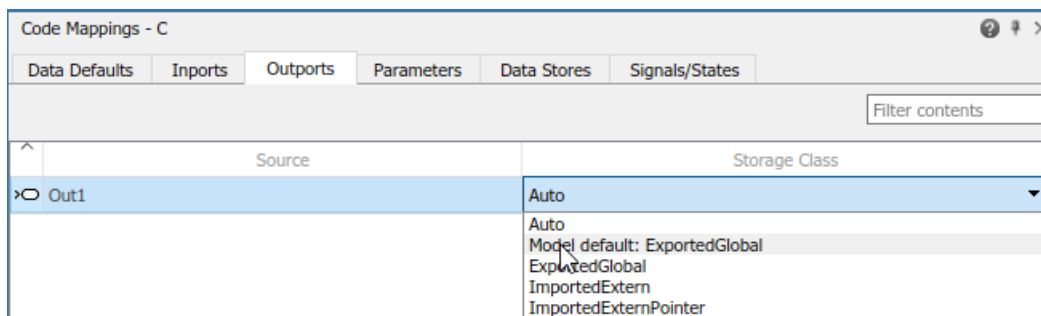 Code Mappings - C
Data Defaults Inports Outports Parameters Data Stores Signals/States
Filter contents
Source Storage Class
Out1 Auto
Auto
Model default: ExportedGlobal
ExportedGlobal
ImportedExtern
ImportedExternPointer